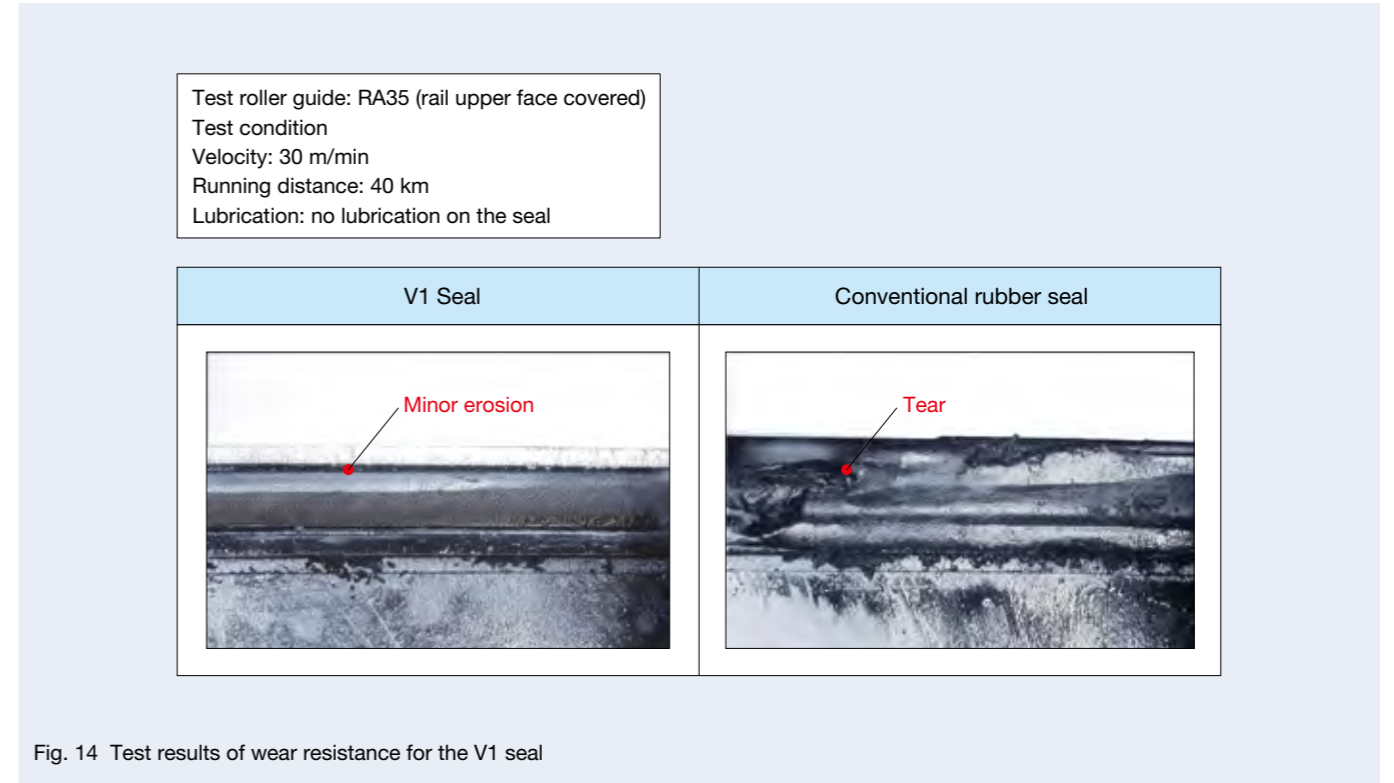 Test roller guide: RA35 (rail upper face covered)
Test condition
Velocity: 30 m/min
Running distance: 40 km
Lubrication: no lubrication on the seal
V1 Seal
Conventional rubber seal
Minor erosion
Tear
Fig. 14 Test results of wear resistance for the V1 seal